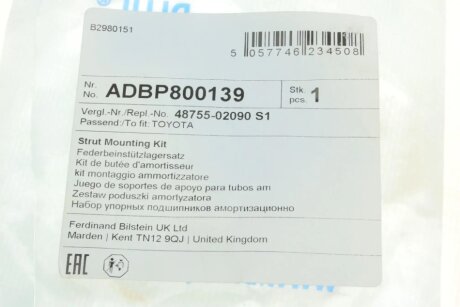 B2980151
5 057746 234508
Nr.
No. ADBP800139
Stk.
pcs. 1
Vergl.-Nr./Repl.-No. 48755-02090 S1
Passend/To fit: TOYOTA
Strut Mounting Kit
Federbeinstützlagersatz
Kit de butée d'amortisseur
kit montaggio ammortizzatore
Juego de soportes de apoyo para tubos am
Zestaw poduszki amortyzatora
Набор упорных подшипников амортизационно
Ferdinand Bilstein UK Ltd
Marden | Kent TN12 9QJ | United Kingdom
EAC